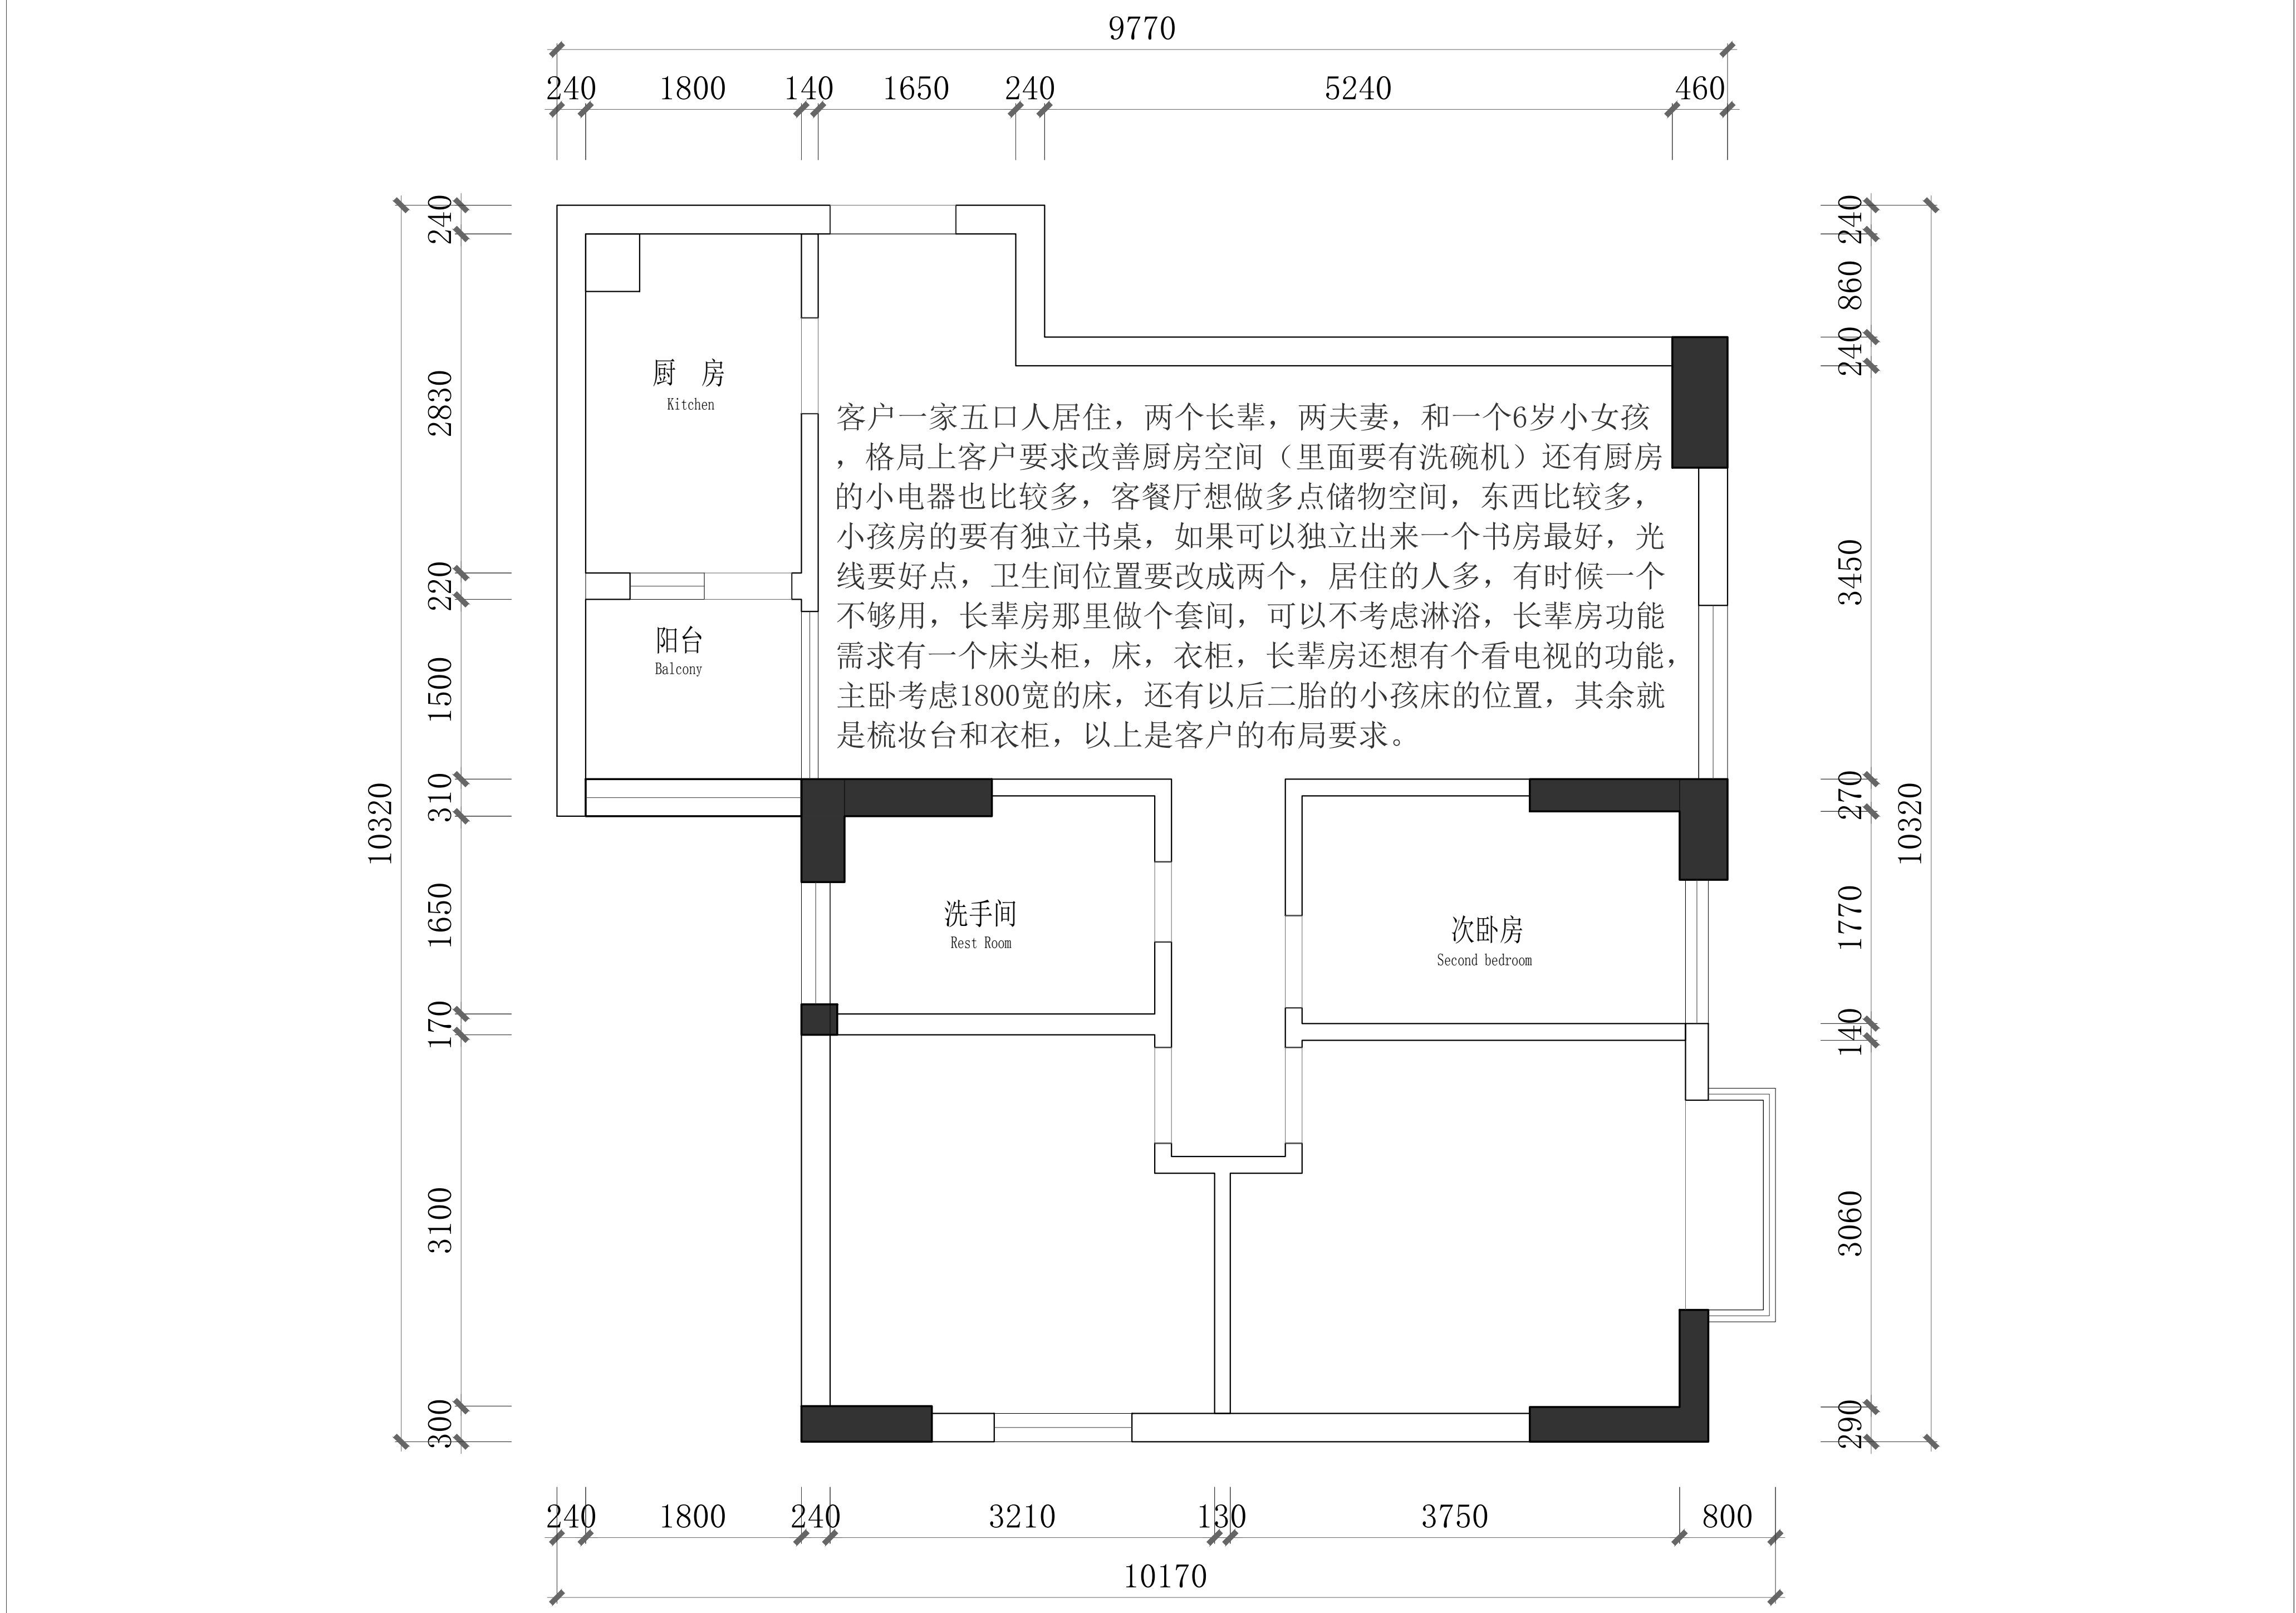 9770
240 1800 140 1650 240 5240 460
240
2830
220
1500
310
1650
170
3100
300
10320
厨 房
Kitchen
阳台
Balcony
客户一家五口人居住，两个长辈，两夫妻，和一个6岁小女孩
，格局上客户要求改善厨房空间（里面要有洗碗机）还有厨房
的小电器也比较多，客餐厅想做多点储物空间，东西比较多，
小孩房的要有独立书桌，如果可以独立出来一个书房最好，光
线要好点，卫生间位置要改成两个，居住的人多，有时候一个
不够用，长辈房那里做个套间，可以不考虑淋浴，长辈房功能
需求有一个床头柜，床，衣柜，长辈房还想有个看电视的功能，
主卧考虑1800宽的床，还有以后二胎的小孩床的位置，其余就
是梳妆台和衣柜，以上是客户的布局要求。
洗手间
Rest Room
次卧房
Second bedroom
240
860
240
3450
270
1770
140
3060
290
10320
240 1800 240 3210 130 3750 800
10170